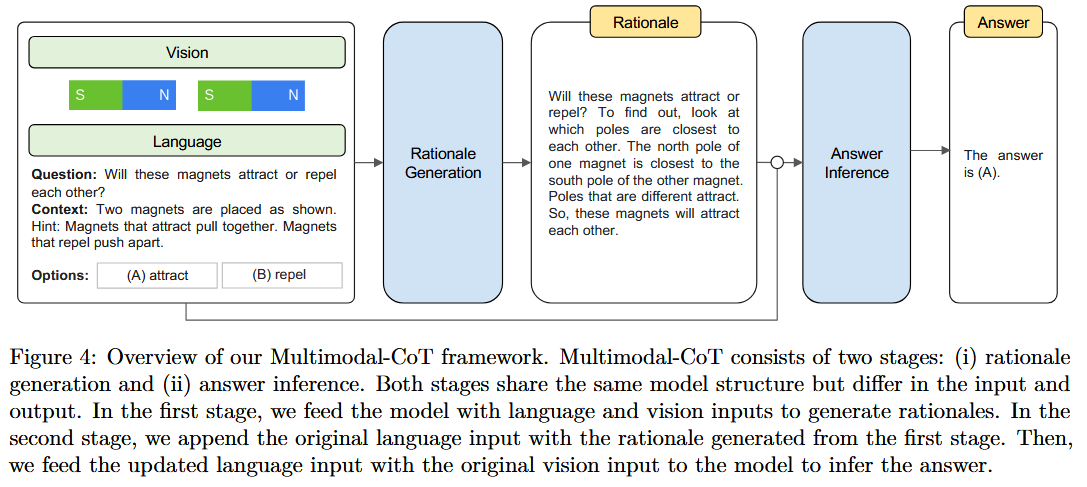 Vision
S N S N
Language
Question: Will these magnets attract or repel
each other?
Context: Two magnets are placed as shown.
Hint: Magnets that attract pull together. Magnets
that repel push apart.
Options: (A) attract (B) repel
Rationale
Generation
Rationale
Will these magnets attract or
repel? To find out, look at
which poles are closest to
each other. The north pole of
one magnet is closest to the
south pole of the other magnet.
Poles that are different attract.
So, these magnets will attract
each other.
Answer
Inference
Answer
The answer
is (A).
Figure 4: Overview of our Multimodal-CoT framework. Multimodal-CoT consists of two stages: (i) rationale
generation and (ii) answer inference. Both stages share the same model structure but differ in the input and
output. In the first stage, we feed the model with language and vision inputs to generate rationales. In the
second stage, we append the original language input with the rationale generated from the first stage. Then,
we feed the updated language input with the original vision input to the model to infer the answer.